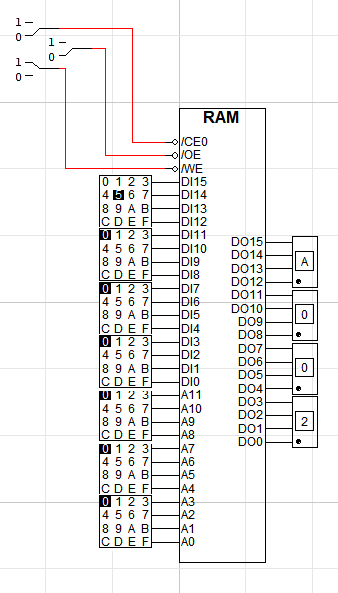 1
0
1
0
1
0
RAM
/CE0
/OE
/WE
0 1 2 3 DI15
4 5 6 7 DI14
8 9 A B DI13
C D E F DI12
0 1 2 3 DI11
4 5 6 7 DI10
8 9 A B DI9
C D E F DI8
0 1 2 3 DI7
4 5 6 7 DI6
8 9 A B DI5
C D E F DI4
0 1 2 3 DI3
4 5 6 7 DI2
8 9 A B DI1
C D E F DI0
0 1 2 3 A11
4 5 6 7 A10
8 9 A B A9
C D E F A8
0 1 2 3 A7
4 5 6 7 A6
8 9 A B A5
C D E F A4
0 1 2 3 A3
4 5 6 7 A2
8 9 A B A1
C D E F A0
DO15
DO14
DO13
DO12
A
DO11
DO10
DO9
DO8
0
DO7
DO6
DO5
DO4
0
DO3
DO2
DO1
DO0
2